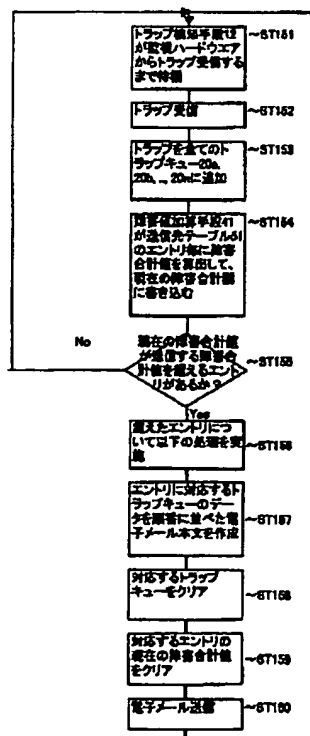 トラップ検知手段12
が監視ハードウエア
からトラップ受信する
まで待機
~ST151
トラップ受信
~ST152
トラップを全てのト
ラップキュー20a,
20b, ..., 20nに追加
~ST153
障害値加算手段41
が送信先テーブル51
のエントリ毎に障害
合計値を算出して、
現在の障害合計値
に書き込む
~ST154
No
現在の障害合計値
が送信する障害合
計値を超えるエント
リがあるか?
~ST155
Yes
超えたエントリにつ
いて以下の処理を実
施
~ST156
エントリに対応するト
ラップキューのデー
タを順番に並べた電
子メール本文を作成
~ST157
対応するトラップ
キューをクリア
~ST158
対応するエントリの
現在の障害合計値
をクリア
~ST159
電子メール送信
~ST160